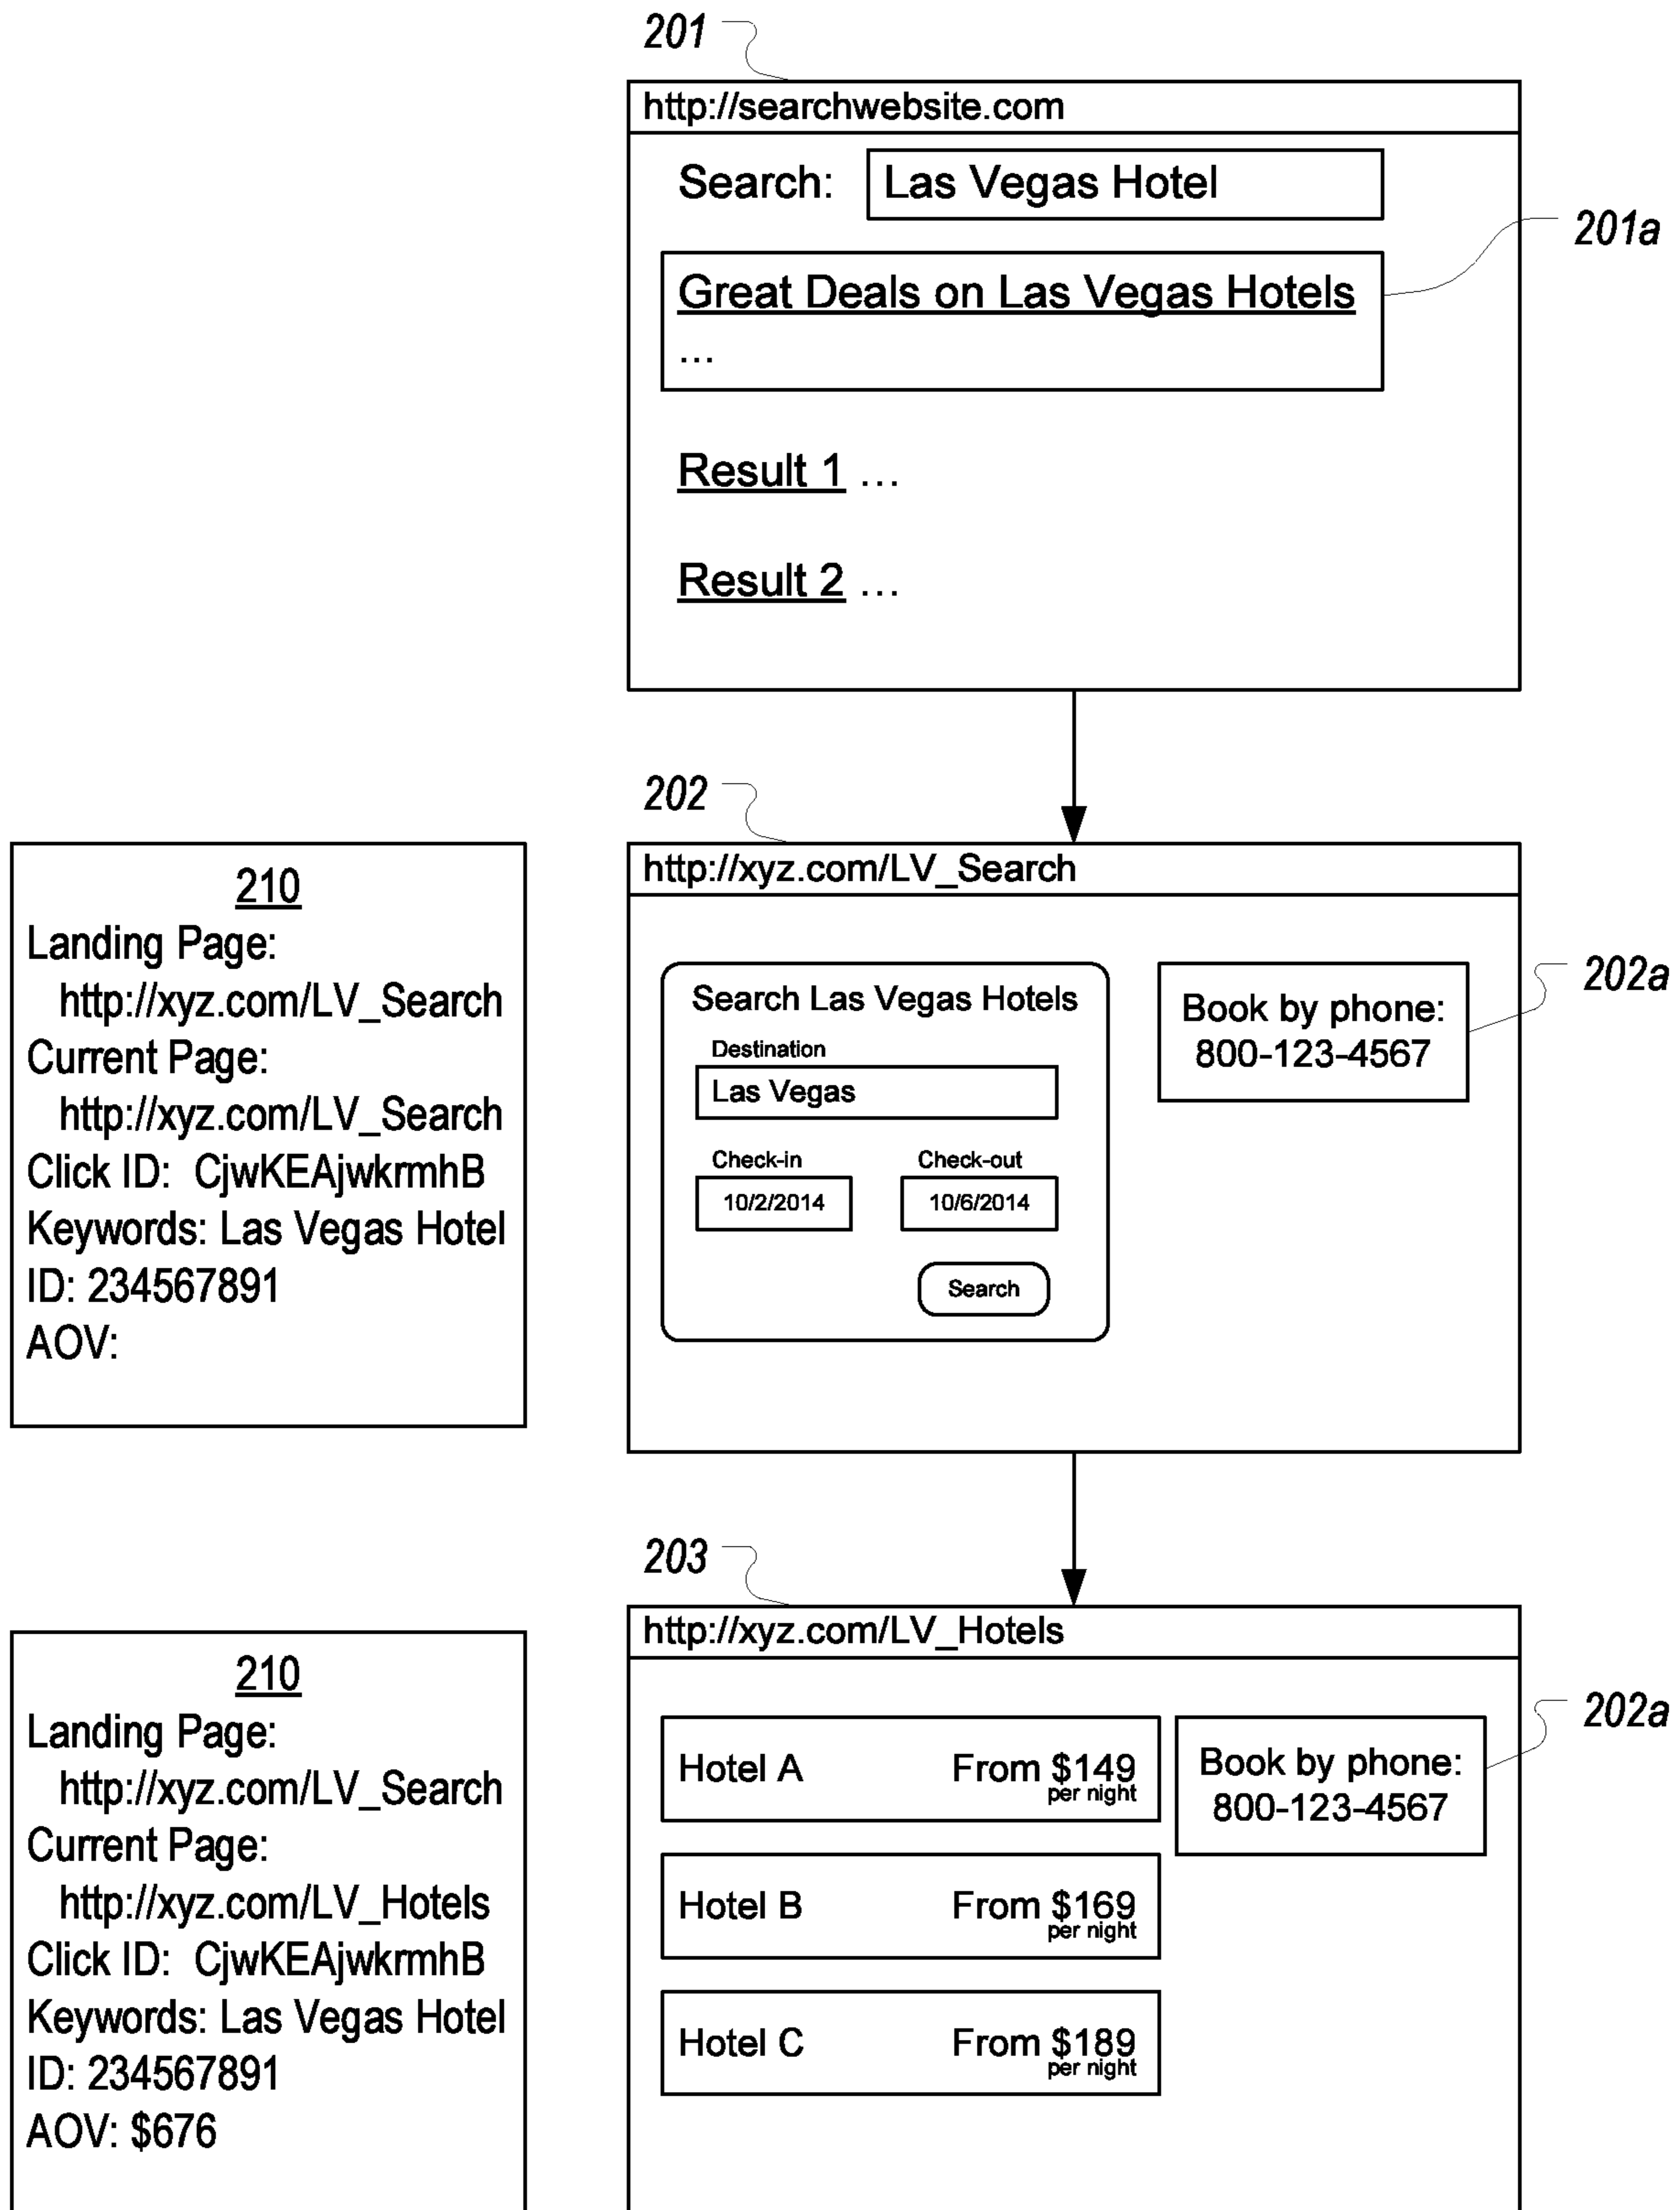 201
http://searchwebsite.com
Search: Las Vegas Hotel
201a
Great Deals on Las Vegas Hotels
...
Result 1 ...
Result 2 ...
202
http://xyz.com/LV_Search
202a
Search Las Vegas Hotels
Destination
Las Vegas
Check-in Check-out
10/2/2014 10/6/2014
Search
Book by phone:
800-123-4567
210
Landing Page:
http://xyz.com/LV_Search
Current Page:
http://xyz.com/LV_Search
Click ID: CjwKEAjwkrmhB
Keywords: Las Vegas Hotel
ID: 234567891
AOV:
203
http://xyz.com/LV_Hotels
202a
Hotel A From $149
per night
Hotel B From $169
per night
Hotel C From $189
per night
Book by phone:
800-123-4567
210
Landing Page:
http://xyz.com/LV_Search
Current Page:
http://xyz.com/LV_Hotels
Click ID: CjwKEAjwkrmhB
Keywords: Las Vegas Hotel
ID: 234567891
AOV: $676